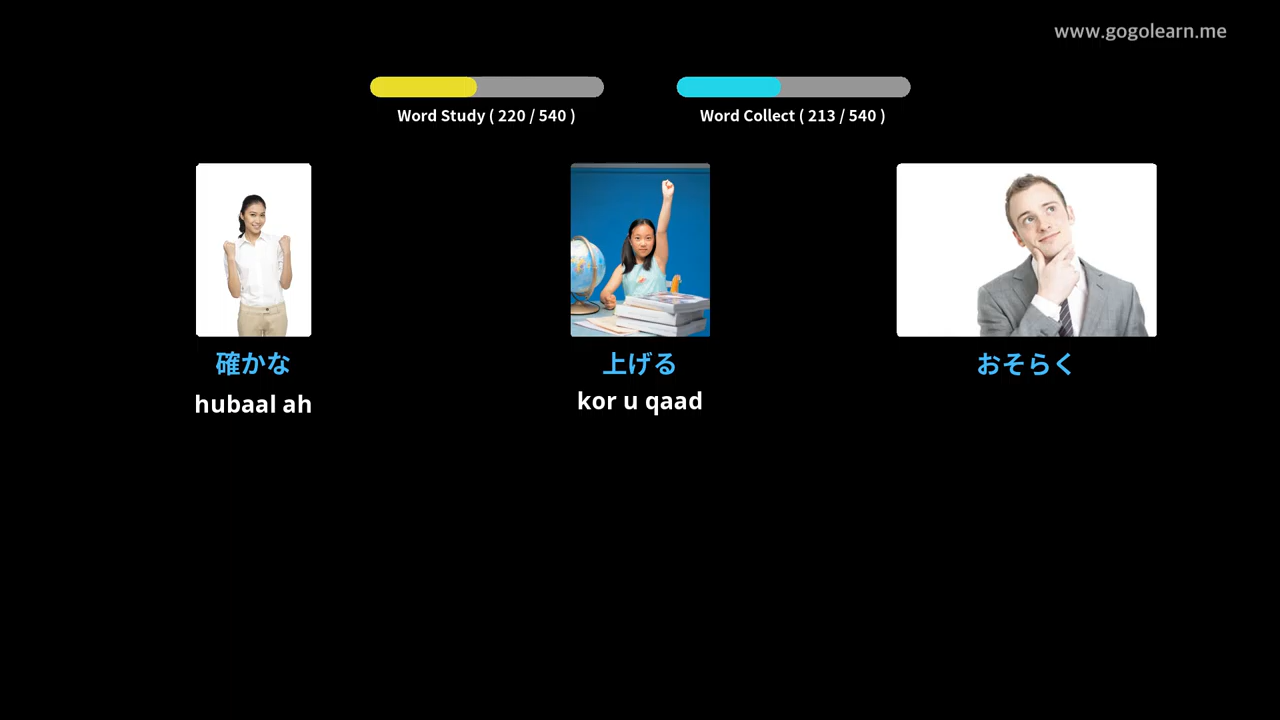 www.gogolearn.me
Word Study ( 220 / 540 )
Word Collect ( 213 / 540 )
確かな
上げる
おそらく
hubaal ah
kor u qaad